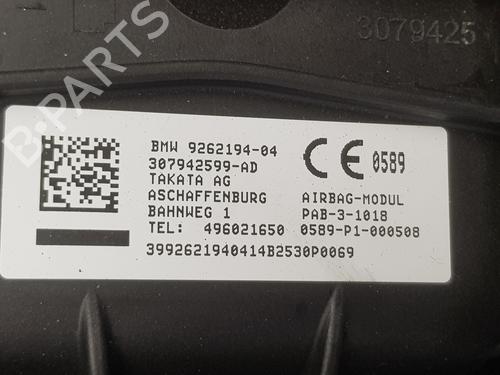 B-PARTS
3079425
BMW 9262194-04
307942599-AD
TAKATA AG
ASCHAFFENBURG
BAHNWEG 1
TEL: 496021650
CE 0589
AIRBAG-MODUL
PAB-3-1018
0589-P1-000508
3992621940414B2530P0069